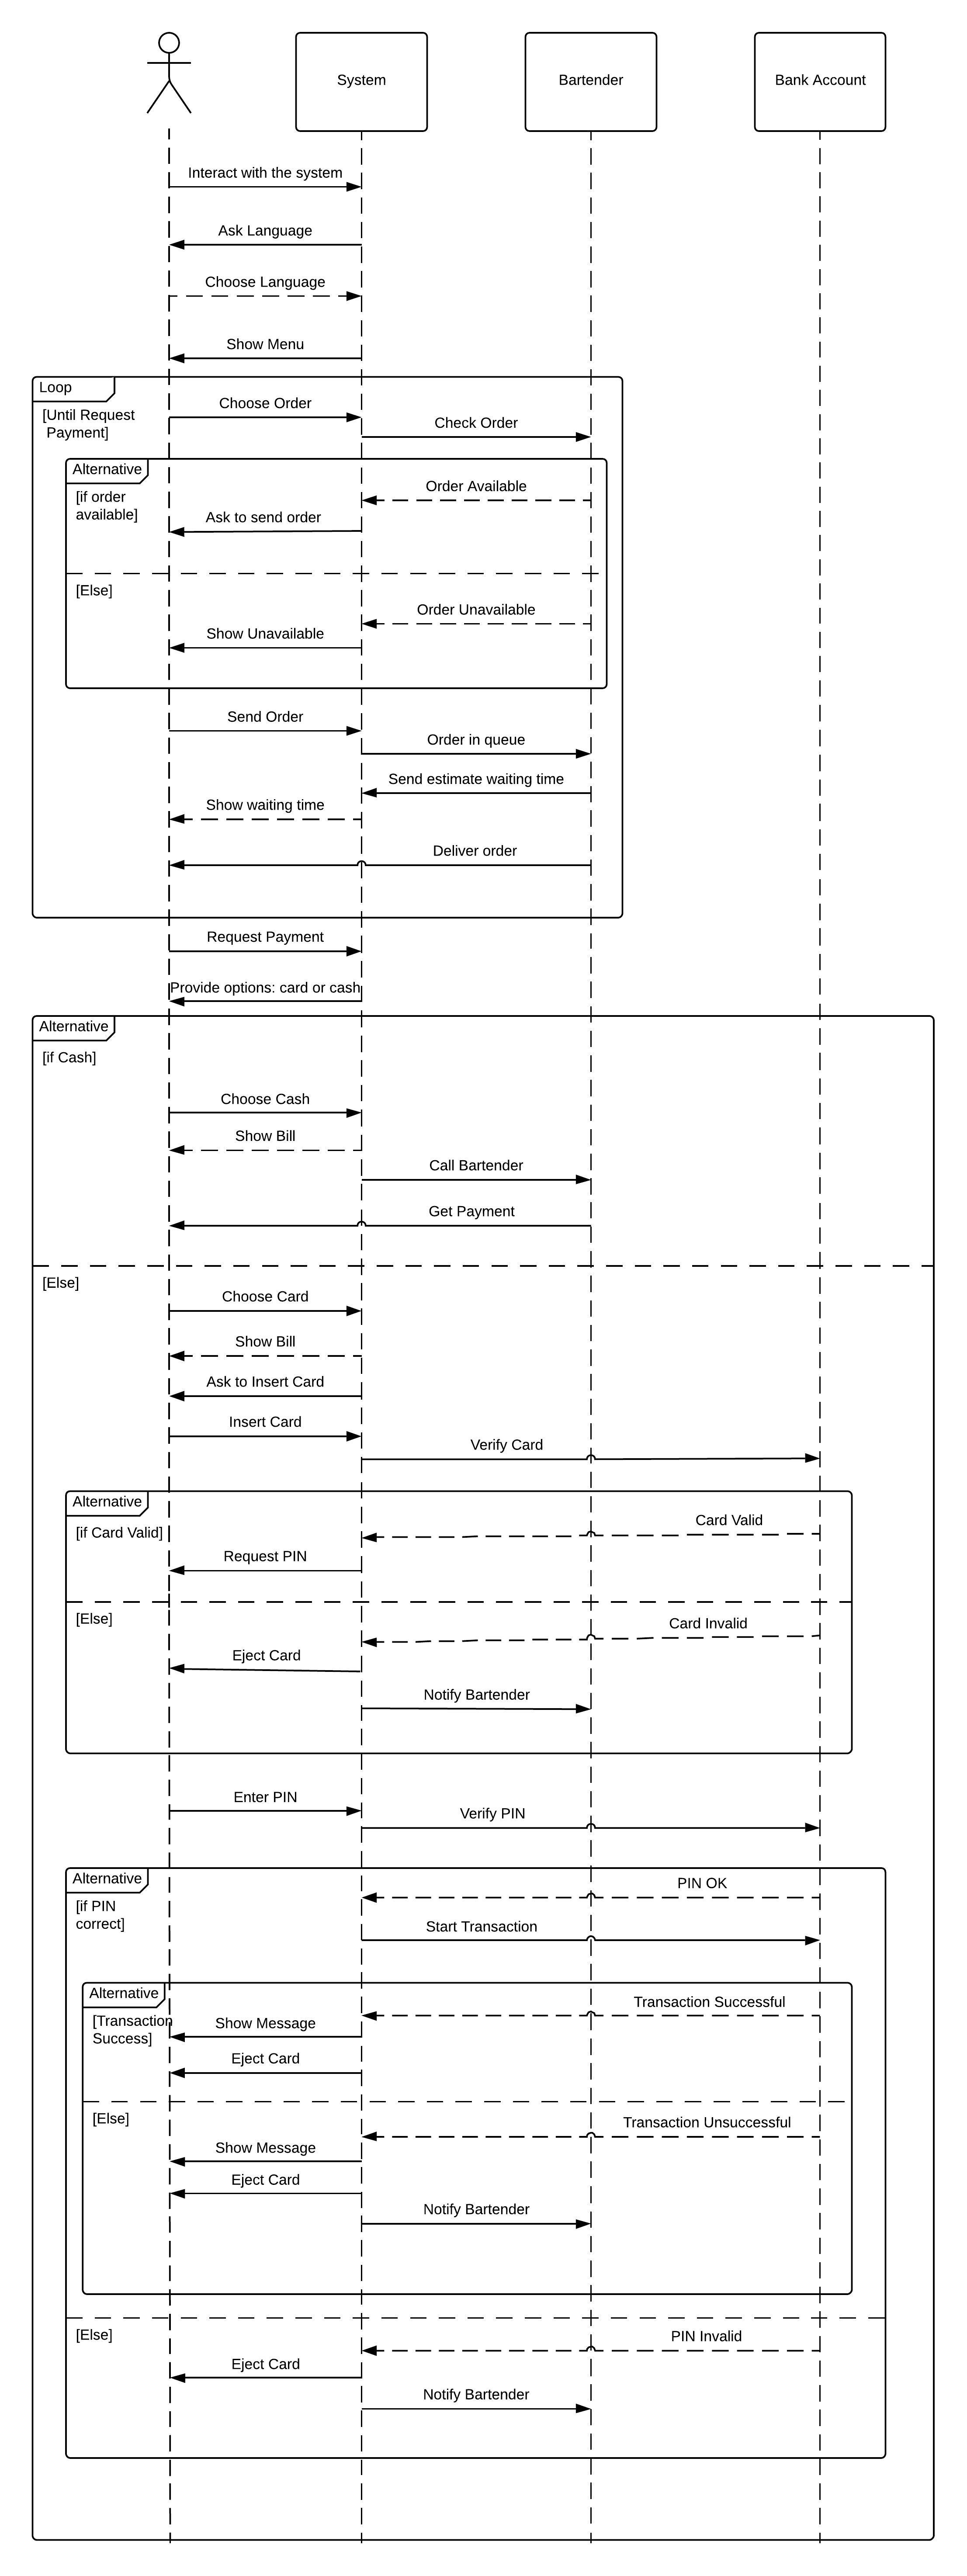 System
Bartender
Bank Account
Interact with the system
Ask Language
Choose Language
Show Menu
Loop
[Until Request
Payment]
Choose Order
Check Order
Alternative
[if order
available]
Order Available
Ask to send order
[Else]
Order Unavailable
Show Unavailable
Send Order
Order in queue
Send estimate waiting time
Show waiting time
Deliver order
Request Payment
Provide options: card or cash
Alternative
[if Cash]
Choose Cash
Show Bill
Call Bartender
Get Payment
[Else]
Choose Card
Show Bill
Ask to Insert Card
Insert Card
Verify Card
Alternative
[if Card Valid]
Card Valid
Request PIN
[Else]
Card Invalid
Eject Card
Notify Bartender
Enter PIN
Verify PIN
Alternative
[if PIN
correct]
PIN OK
Start Transaction
Alternative
[Transaction
Success]
Transaction Successful
Show Message
Eject Card
[Else]
Transaction Unsuccessful
Show Message
Eject Card
Notify Bartender
[Else]
PIN Invalid
Eject Card
Notify Bartender